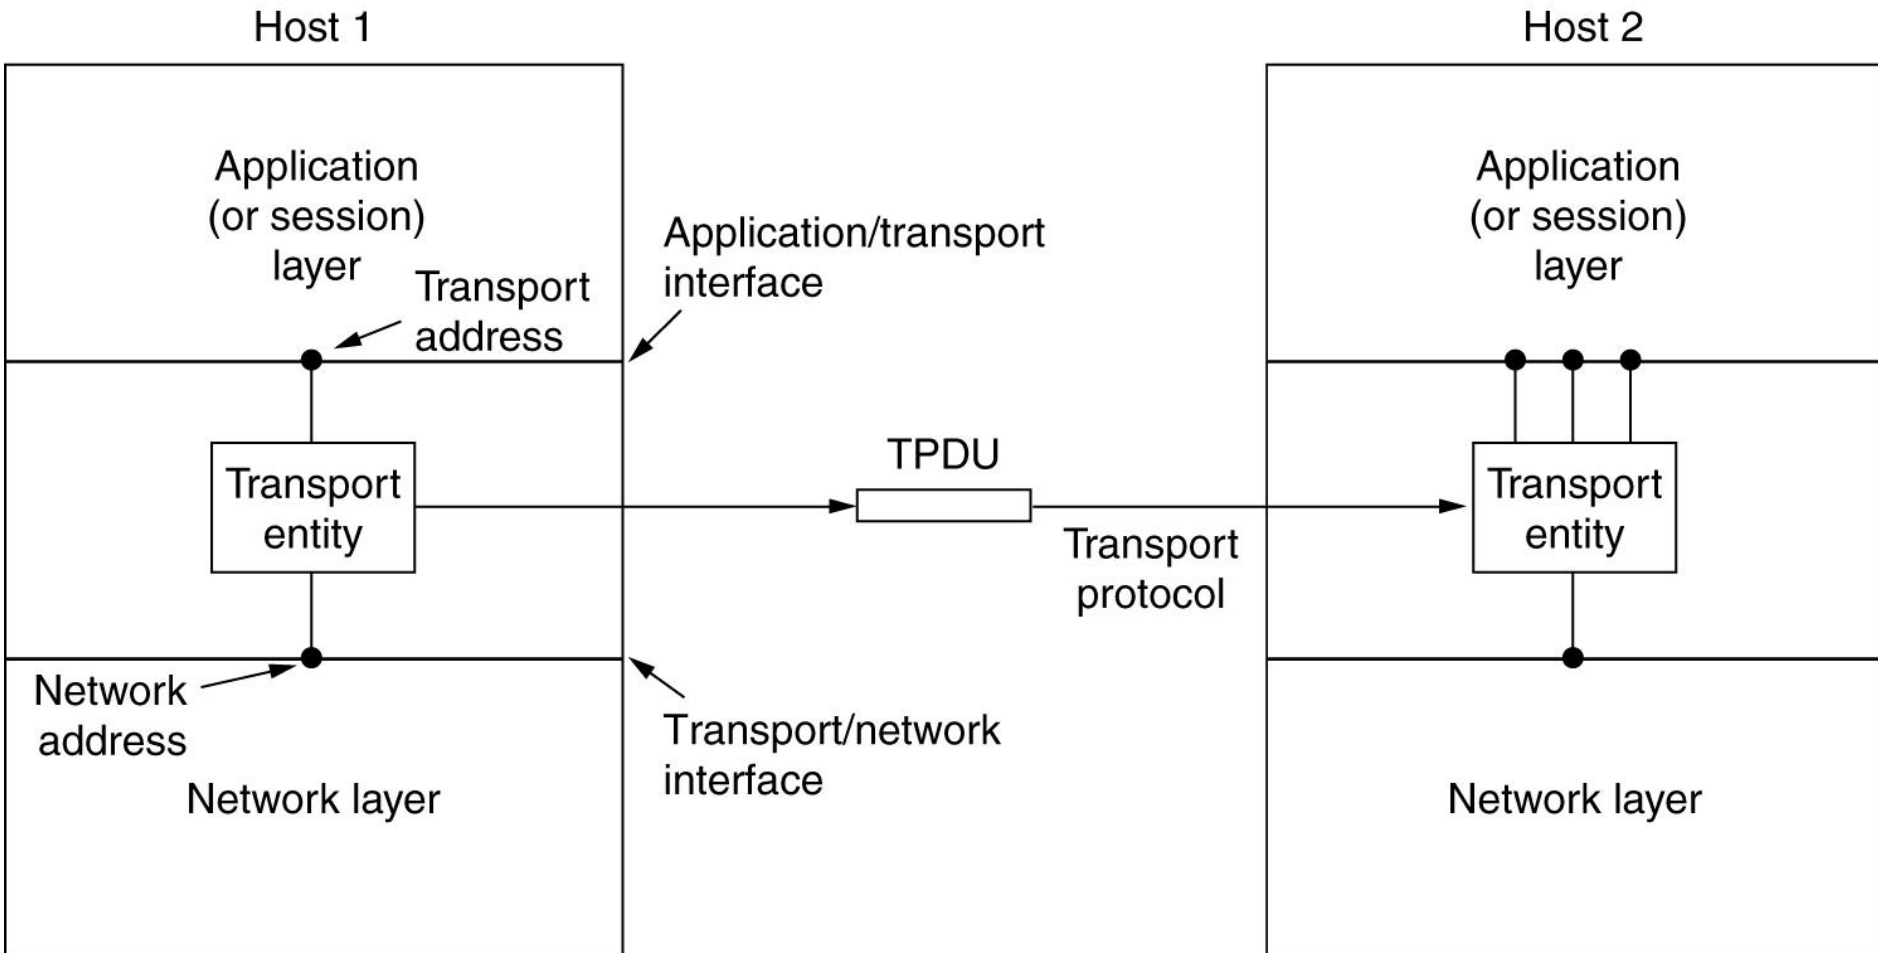 Host 1
Host 2
Application
(or session)
layer
Transport
address
Application/transport
interface
Application
(or session)
layer
Transport
entity
TPDU
Transport
protocol
Transport
entity
Network
address
Transport/network
interface
Network layer
Network layer